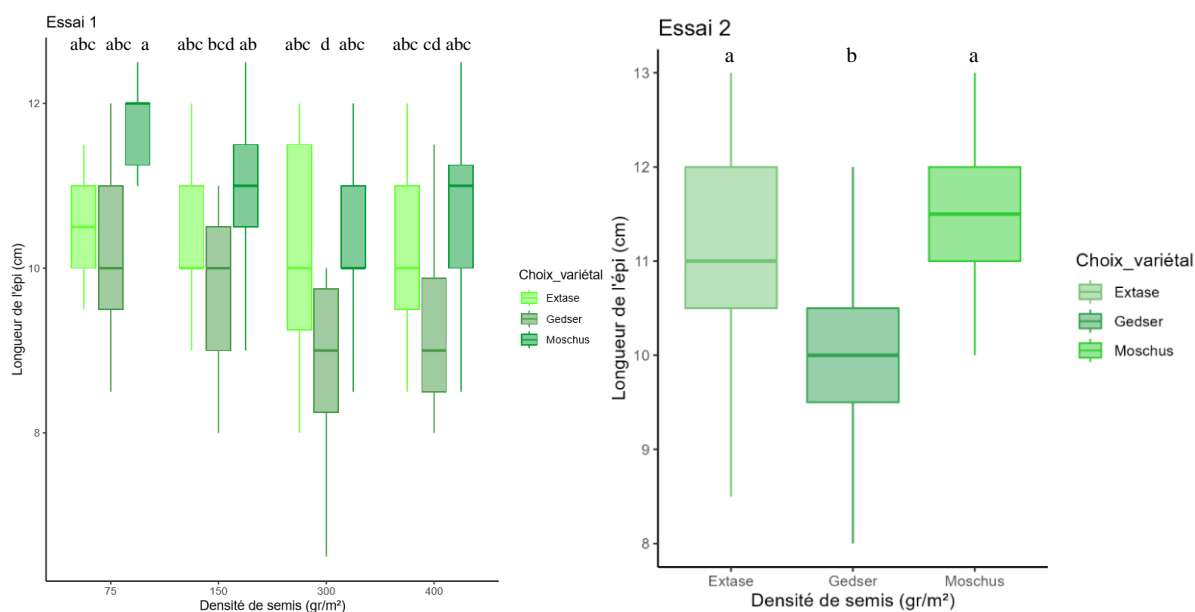 Essai 1
abc abc a abc bcd ab abc d abc abc cd abc
12
10
8
Longueur de l'épi (cm)
75 150 300 400
Densité de semis (gr/m²)
Choix_variétal
Extase
Gedser
Moschus
Essai 2
a b a
13
12
11
10
9
8
Longueur de l'épi (cm)
Extase Gedser Moschus
Densité de semis (gr/m²)
Choix_variétal
Extase
Gedser
Moschus